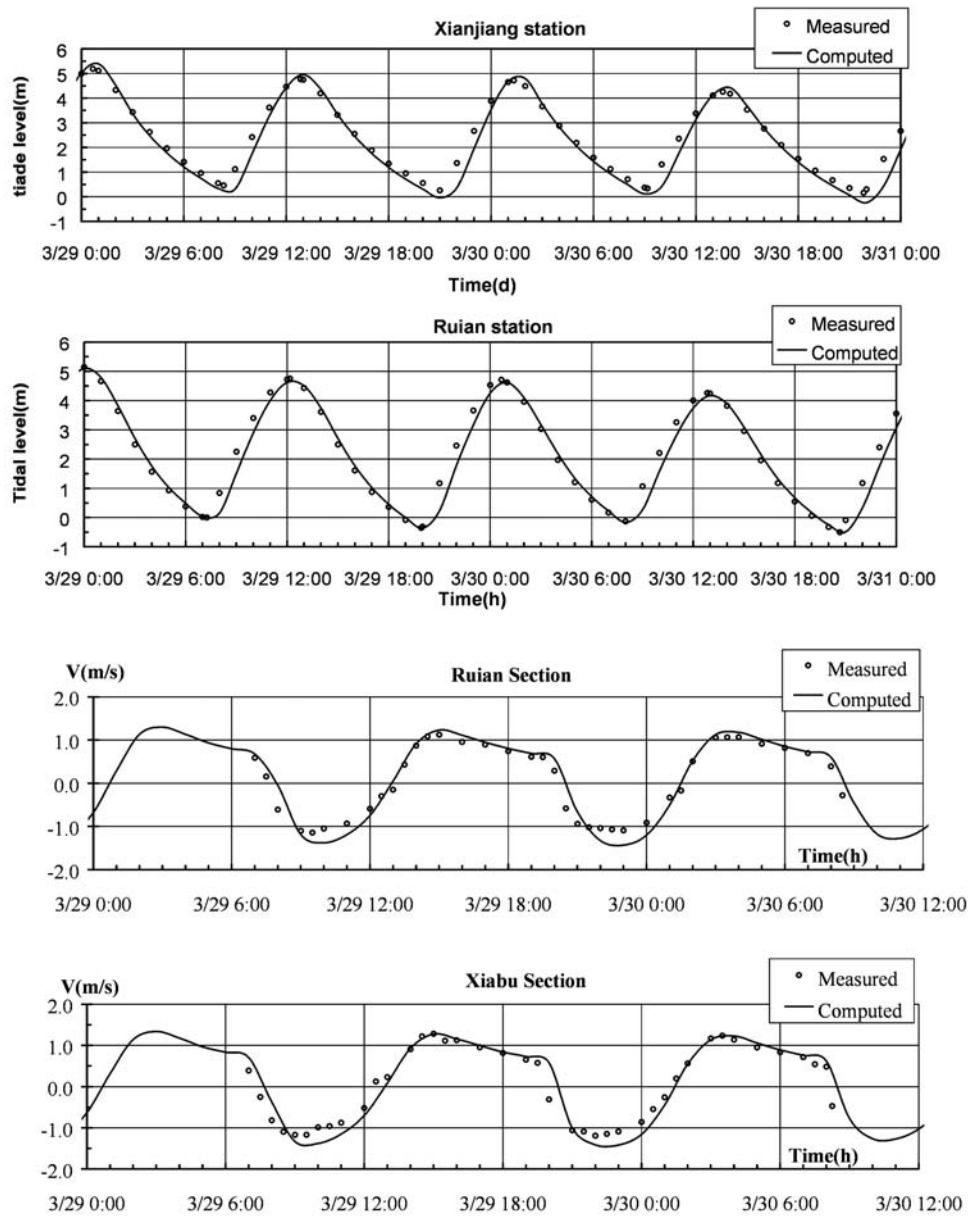 Xianjiang station
Measured
Computed
tiade level(m)
6
5
4
3
2
1
0
-1
3/29 0:00 3/29 6:00 3/29 12:00 3/29 18:00 3/30 0:00 3/30 6:00 3/30 12:00 3/30 18:00 3/31 0:00
Time(d)
Ruian station
Measured
Computed
Tidal level(m)
6
5
4
3
2
1
0
-1
3/29 0:00 3/29 6:00 3/29 12:00 3/29 18:00 3/30 0:00 3/30 6:00 3/30 12:00 3/30 18:00 3/31 0:00
Time(h)
V(m/s)
Ruian Section
Measured
Computed
2.0
1.0
0.0
-1.0
-2.0
Time(h)
3/29 0:00 3/29 6:00 3/29 12:00 3/29 18:00 3/30 0:00 3/30 6:00 3/30 12:00
V(m/s)
Xiabu Section
Measured
Computed
2.0
1.0
0.0
-1.0
-2.0
Time(h)
3/29 0:00 3/29 6:00 3/29 12:00 3/29 18:00 3/30 0:00 3/30 6:00 3/30 12:00